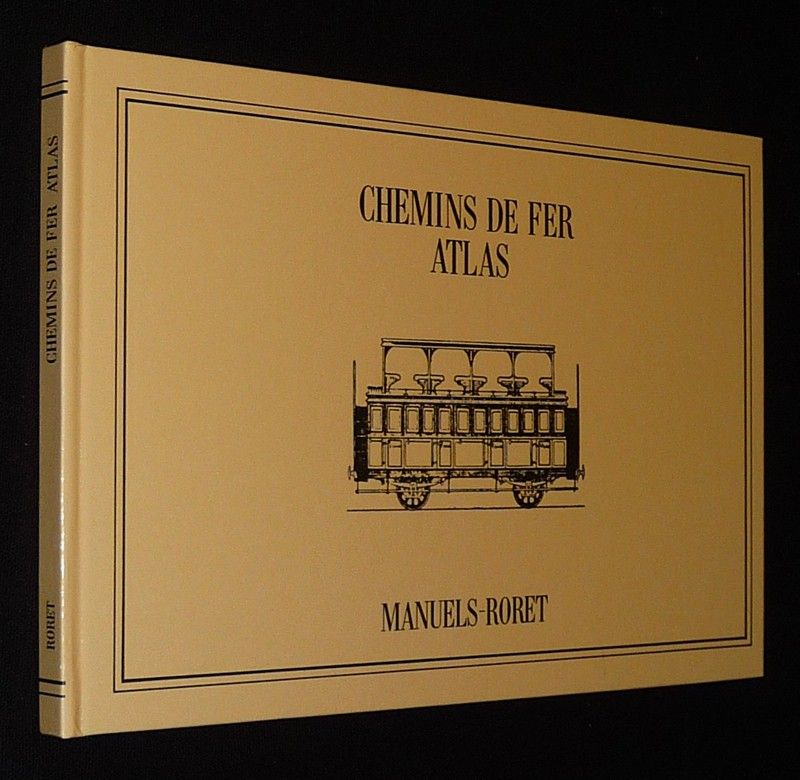 CHEMINS DE FER ATLAS
RORET
CHEMINS DE FER
ATLAS
MANUELS-RORET